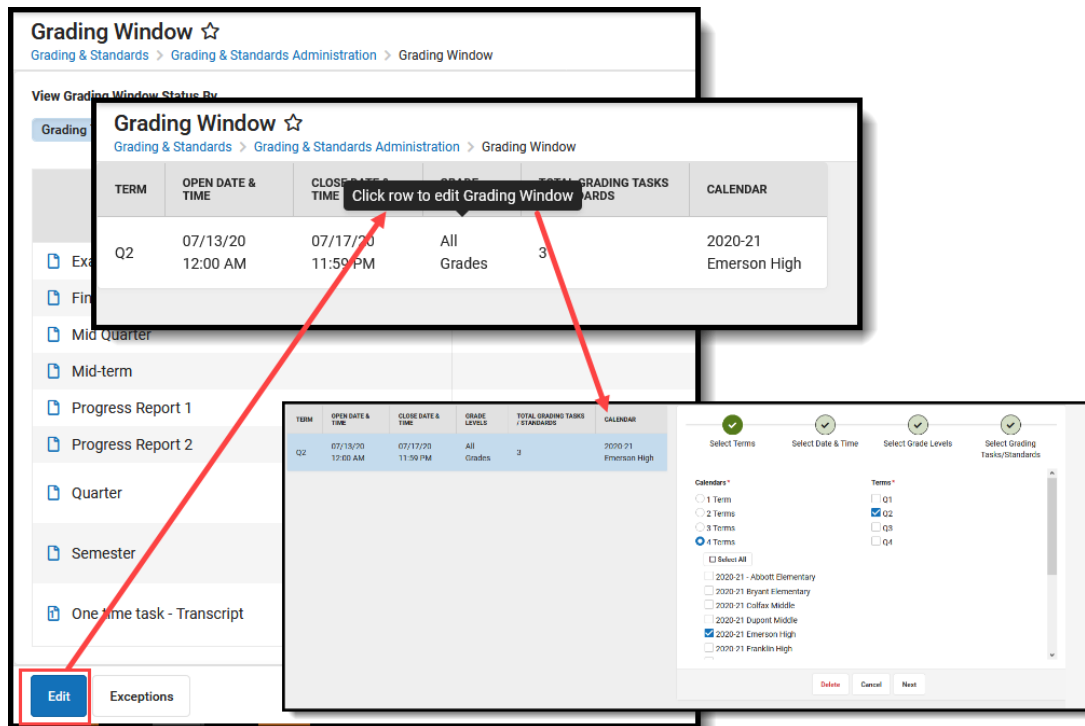 Grading Window
Grading & Standards > Grading & Standards Administration > Grading Window
View Grading Window Status By
Grading
Mid Quarter
Mid-term
Progress Report 1
Progress Report 2
Quarter
Semester
One time task - Transcript
Edit Exceptions
Grading Window
Grading & Standards > Grading & Standards Administration > Grading Window
TERM OPEN DATE & CLOSE DATE & GRADE TOTAL GRADING TASKS CALENDAR
TIME TIME
Click row to edit Grading Window
Q2 07/13/20 07/17/20 All 3 2020-21
12:00 AM 11:59 PM Grades Emerson High
TERM OPEN DATE & CLOSE DATE & GRADE TOTAL GRADING TASKS CALENDAR
TIME TIME LEVELS / STANDARDS
Q2 07/13/20 07/17/20 All 3 2020-21
12:00 AM 11:59 PM Grades Emerson High
Select Terms Select Date & Time Select Grade Levels Select Grading
Tasks/Standards
Calendars* Terms*
1 Term Q1
2 Terms Q2
3 Terms Q3
4 Terms Q4
Select All
2020-21 - Abbott Elementary
2020-21 Bryant Elementary
2020-21 Colfax Middle
2020-21 Dupont Middle
2020-21 Emerson High
2020-21 Franklin High
Delete Cancel Next